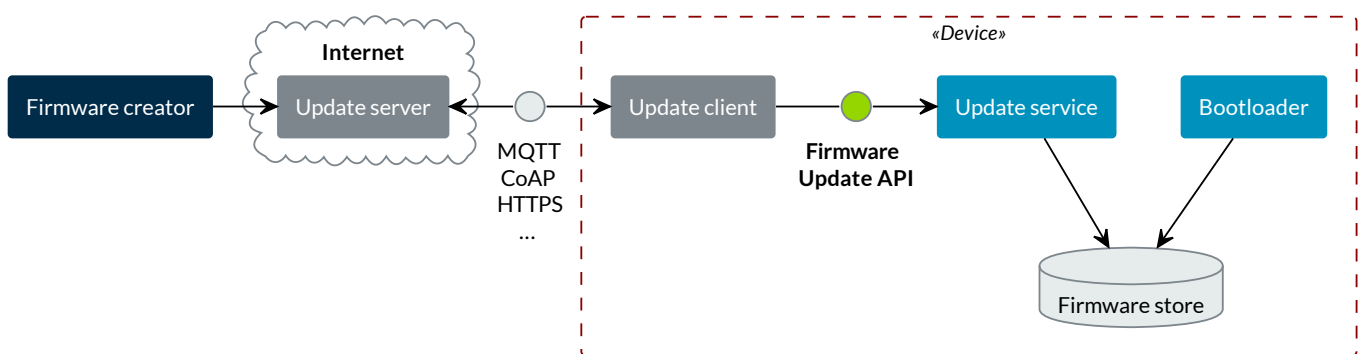 «Device»
Internet
Firmware creator
Update server
Update client
Update service
Bootloader
MQTT
CoAP
HTTPS
...
Firmware
Update API
Firmware store